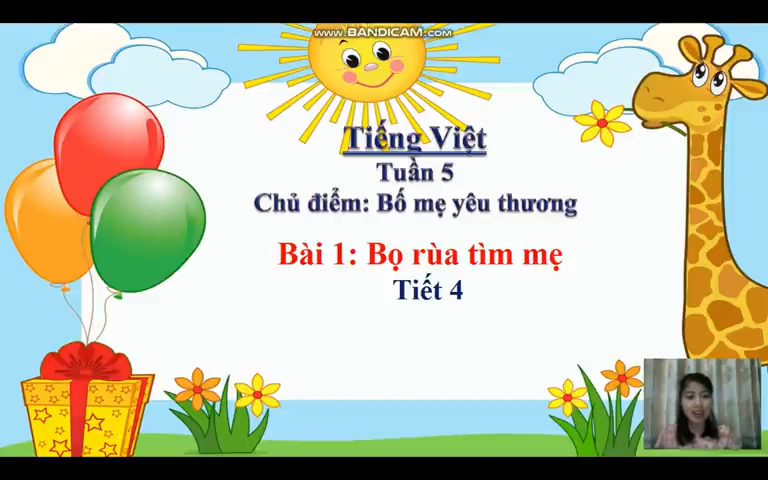 www.BANDICAM.com
Tiếng Việt
Tuần 5
Chủ điểm: Bố mẹ yêu thương
Bài 1: Bọ rùa tìm mẹ
Tiết 4